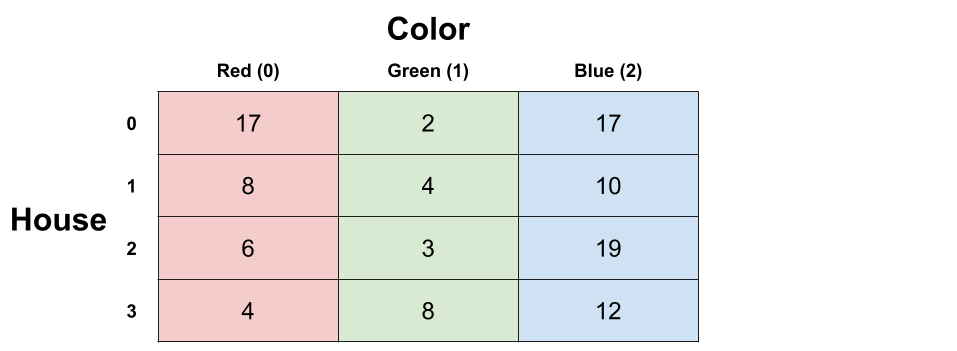 Color
Red (0) Green (1) Blue (2)
0 17 2 17
1 8 4 10
House
2 6 3 19
3 4 8 12